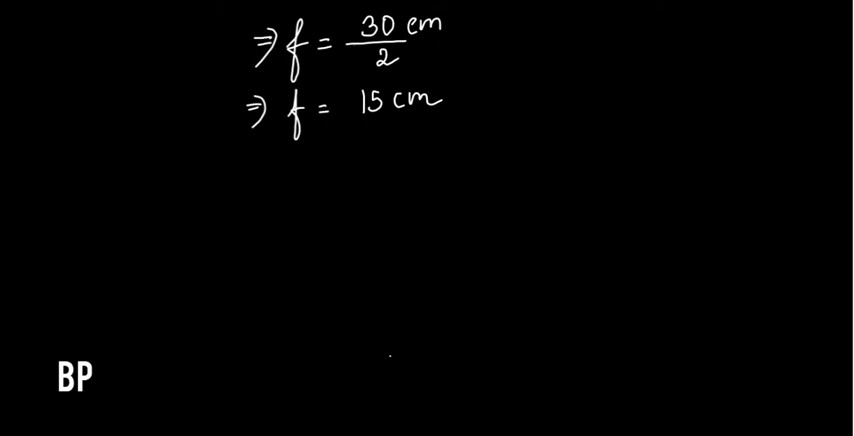 ⇒ f = 30 cm / 2
⇒ f = 15 cm
BP